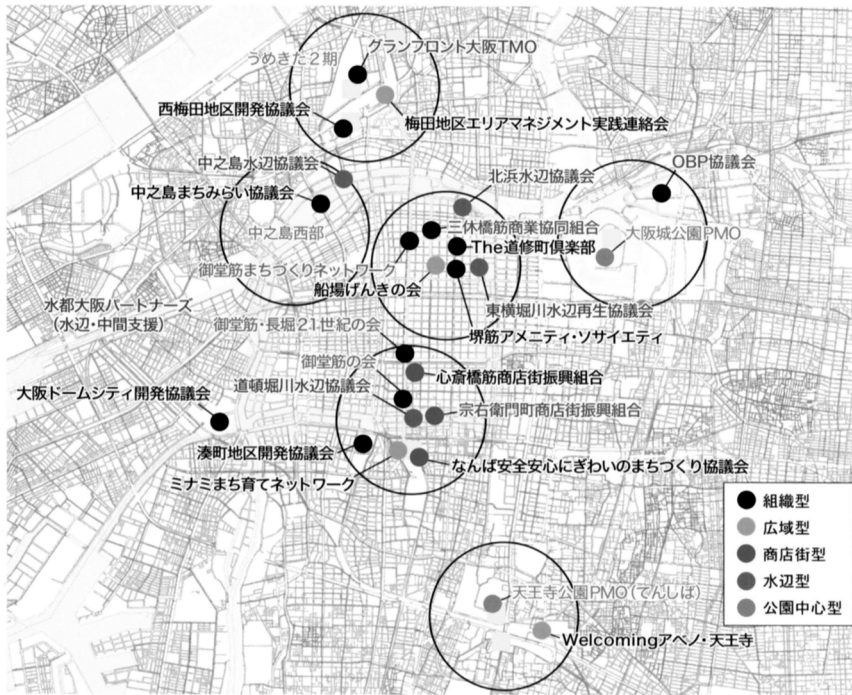 グランフロント大阪TMO
うめきた2期
西梅田地区開発協議会
梅田地区エリアマネジメント実践連絡会
中之島水辺協議会
北浜水辺協議会
OBP協議会
中之島まちみらい協議会
三休橋筋商業協同組合
中之島西部
The道修町倶楽部
大阪城公園PMO
御堂筋まちづくりネットワーク
船場げんきの会
水都大阪パートナーズ
(水辺・中間支援)
東横堀川水辺再生協議会
御堂筋・長堀21世紀の会
堺筋アメニティ・ソサイエティ
御堂筋の会
心斎橋筋商店街振興組合
道頓堀川水辺協議会
大阪ドームシティ開発協議会
宗右衛門町商店街振興組合
湊町地区開発協議会
なんば安全安心にぎわいのまちづくり協議会
ミナミまち育てネットワーク
組織型
広域型
商店街型
水辺型
公園中心型
天王寺公園PMO(てんしば)
Welcomingアベノ・天王寺